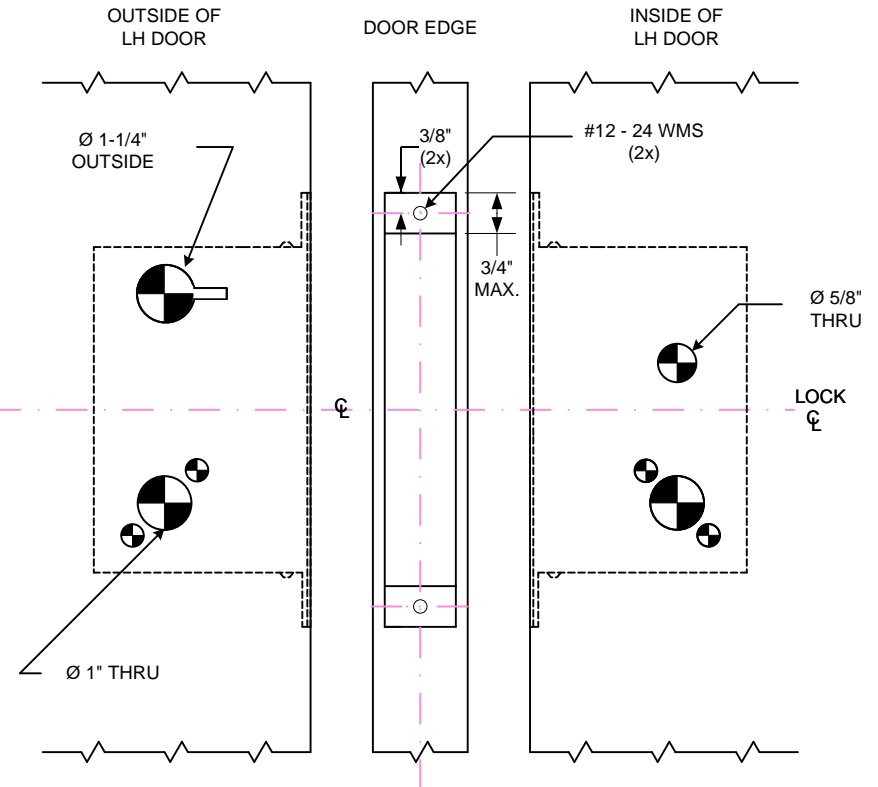 OUTSIDE OF
LH DOOR
DOOR EDGE
INSIDE OF
LH DOOR
Ø 1-1/4"
OUTSIDE
3/8"
(2x)
#12 - 24 WMS
(2x)
3/4"
MAX.
Ø 5/8"
THRU
℄
LOCK
℄
Ø 1" THRU